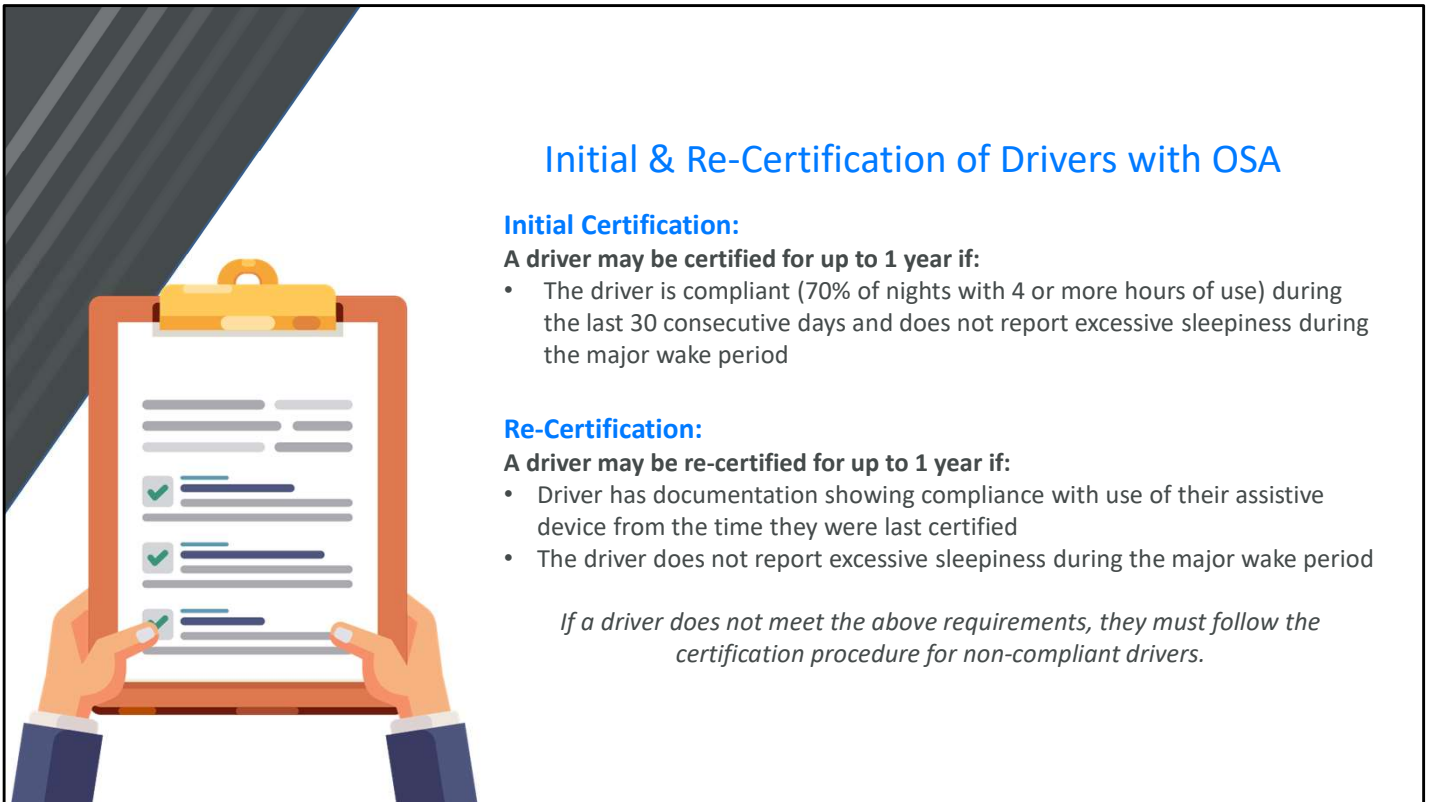 Initial & Re-Certification of Drivers with OSA
Initial Certification:
A driver may be certified for up to 1 year if:
• The driver is compliant (70% of nights with 4 or more hours of use) during
the last 30 consecutive days and does not report excessive sleepiness during
the major wake period
Re-Certification:
A driver may be re-certified for up to 1 year if:
• Driver has documentation showing compliance with use of their assistive
device from the time they were last certified
• The driver does not report excessive sleepiness during the major wake period
If a driver does not meet the above requirements, they must follow the
certification procedure for non-compliant drivers.